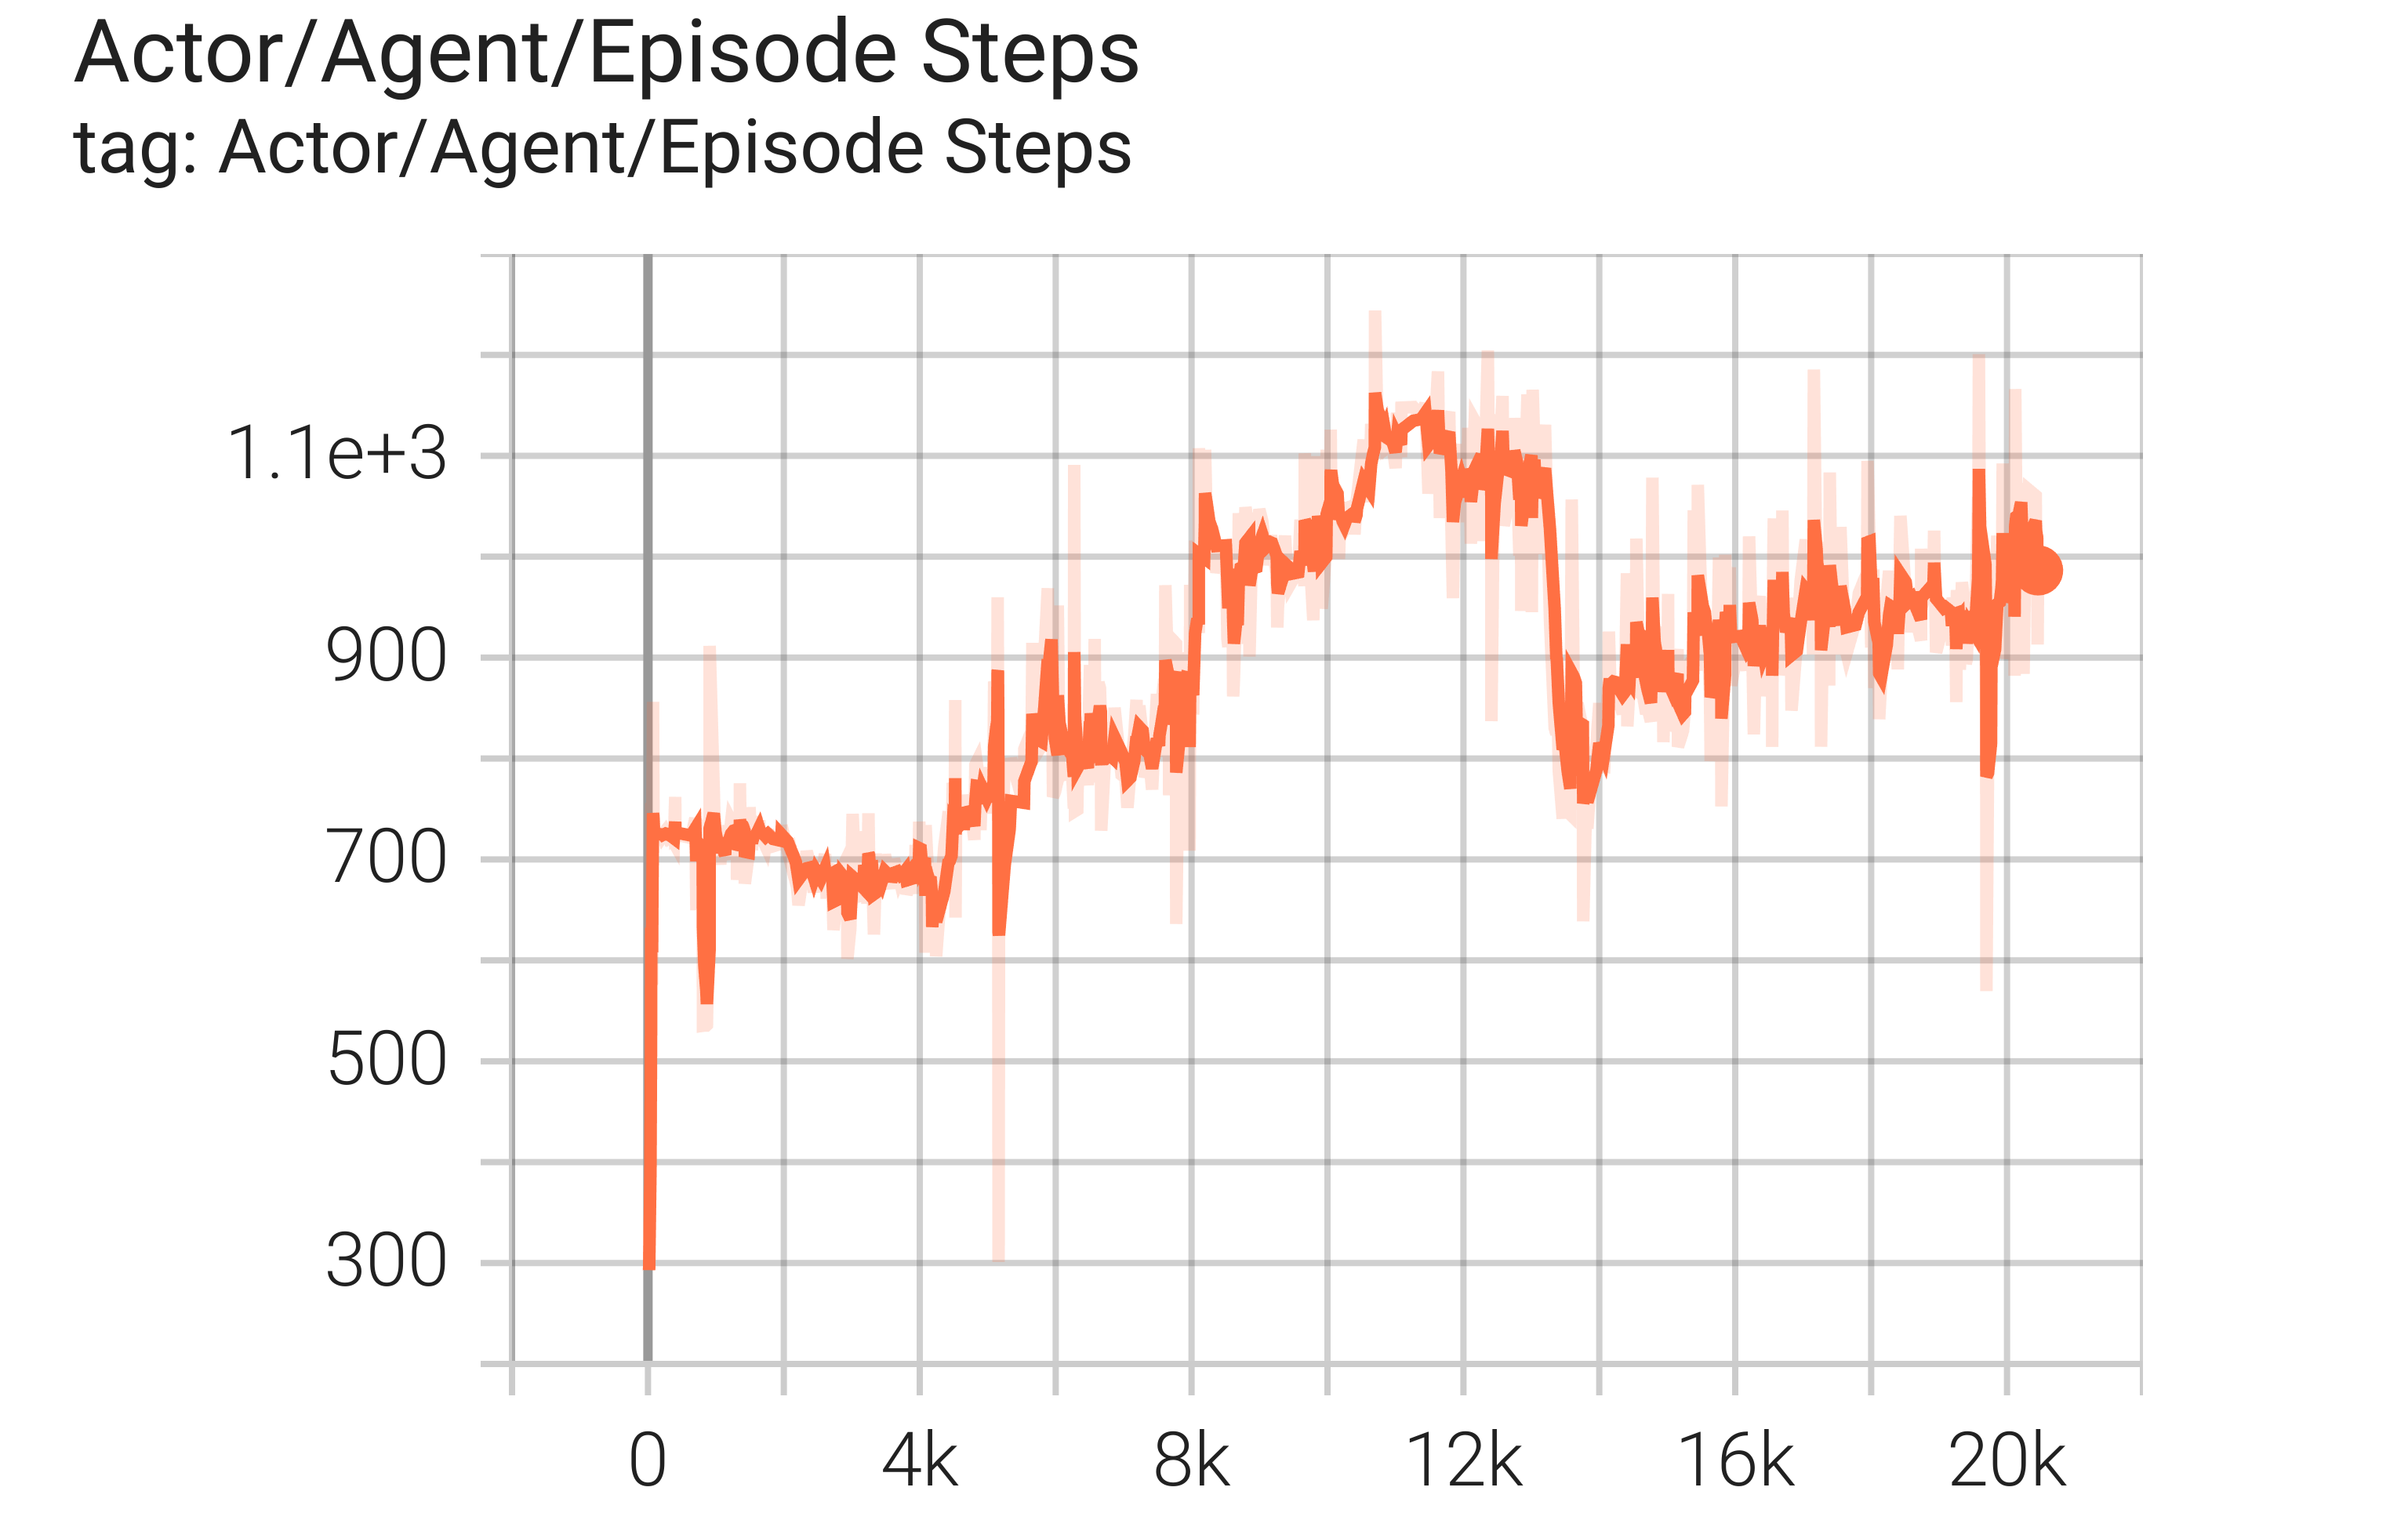 Actor/Agent/Episode Steps
tag: Actor/Agent/Episode Steps
1.1e+3
900
700
500
300
0 4k 8k 12k 16k 20k